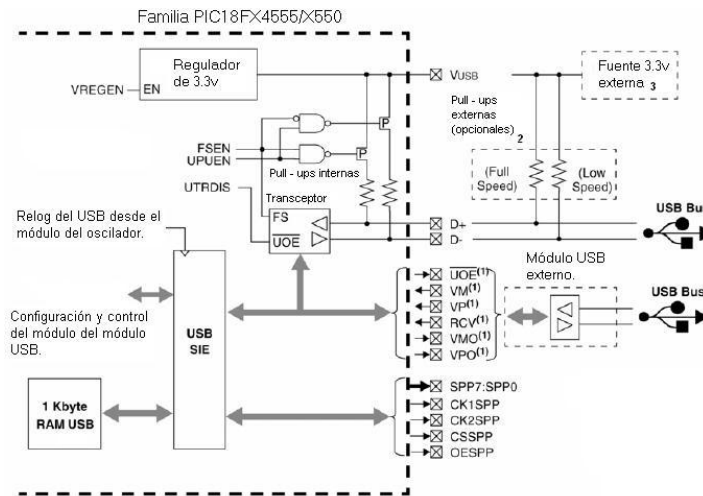 Familia PIC18FX4555/X550
Regulador
de 3.3v
VREGEN
EN
VUSB
Fuente 3.3v
externa 3
Pull - ups
externas
(opcionales) 2
P
FSEN
UPUEN
P
Pull - ups internas
(Full
Speed)
(Low
Speed)
UTRDIS
Transceptor
FS
UOE
D+
D-
USB Bu
Relog del USB desde el
módulo del oscilador.
Módulo USB
externo.
UOE(1)
VM(1)
VP(1)
RCV(1)
VMO(1)
VPO(1)
USB Bus
Configuración y control
del módulo del módulo
USB.
USB
SIE
1 Kbyte
RAM USB
SPP7:SPP0
CK1SPP
CK2SPP
CSSPP
OESPP